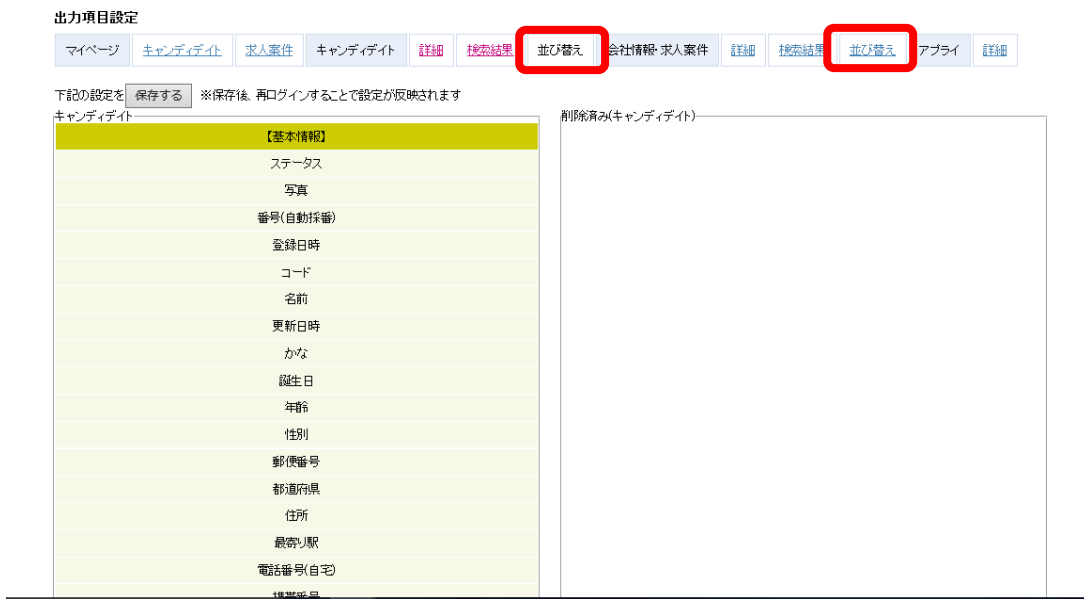 出力項目設定
マイページ キャンディデイト 求人案件 キャンディデイト 詳細 検索結果 並び替え 会社情報・求人案件 詳細 検索結果 並び替え アプライ 詳細
下記の設定を 保存する ※保存後、再ログインすることで設定が反映されます
キャンディデイト 削除済み(キャンディデイト)
【基本情報】
ステータス
写真
番号(自動採番)
登録日時
コード
名前
更新日時
かな
誕生日
年齢
性別
郵便番号
都道府県
住所
最寄り駅
電話番号(自宅)
携帯番号